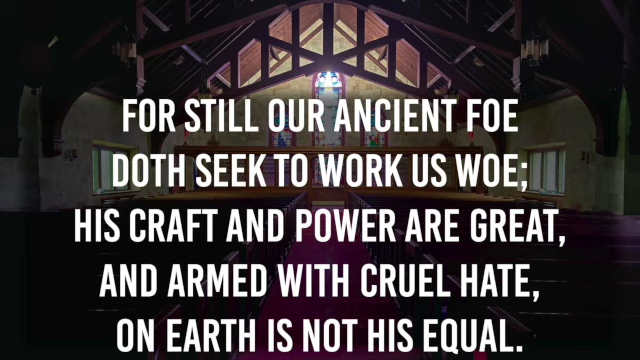 FOR STILL OUR ANCIENT FOE
DOTH SEEK TO WORK US WOE;
HIS CRAFT AND POWER ARE GREAT,
AND ARMED WITH CRUEL HATE,
ON EARTH IS NOT HIS EQUAL.